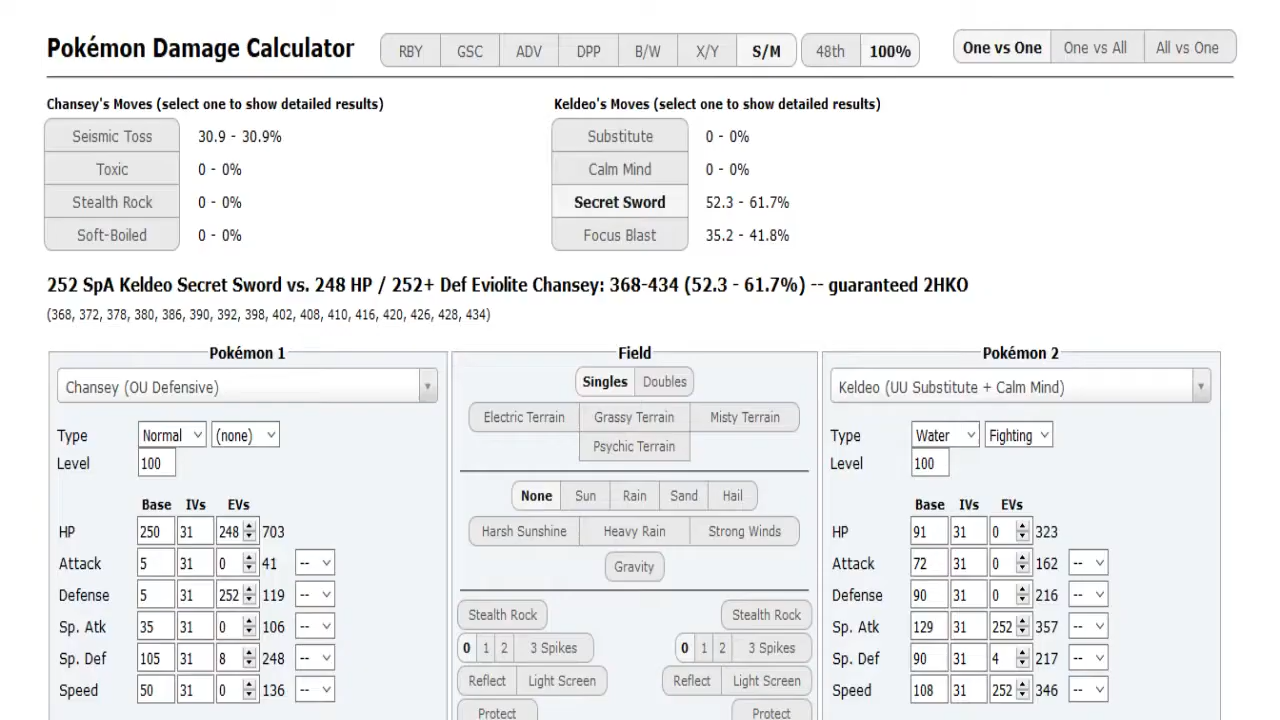 Pokémon Damage Calculator RBY GSC ADV DPP B/W X/Y S/M 48th 100% One vs One One vs All All vs One
Chansey's Moves (select one to show detailed results) Keldeo's Moves (select one to show detailed results)
Seismic Toss 30.9 - 30.9% Substitute 0 - 0%
Toxic 0 - 0% Calm Mind 0 - 0%
Stealth Rock 0 - 0% Secret Sword 52.3 - 61.7%
Soft-Boiled 0 - 0% Focus Blast 35.2 - 41.8%
252 SpA Keldeo Secret Sword vs. 248 HP / 252+ Def Eviolite Chansey: 368-434 (52.3 - 61.7%) -- guaranteed 2HKO
(368, 372, 378, 380, 386, 390, 392, 398, 402, 408, 410, 416, 420, 426, 428, 434)
Pokémon 1
Chansey (OU Defensive)
Type Normal (none)
Level 100
Base IVs EVs
HP 250 31 248 703
Attack 5 31 0 41 --
Defense 5 31 252 119 --
Sp. Atk 35 31 0 106 --
Sp. Def 105 31 8 248 --
Speed 50 31 0 136 --
Field
Singles Doubles
Electric Terrain Grassy Terrain Misty Terrain
Psychic Terrain
None Sun Rain Sand Hail
Harsh Sunshine Heavy Rain Strong Winds
Gravity
Stealth Rock Stealth Rock
0 1 2 3 Spikes 0 1 2 3 Spikes
Reflect Light Screen Reflect Light Screen
Protect Protect
Pokémon 2
Keldeo (UU Substitute + Calm Mind)
Type Water Fighting
Level 100
Base IVs EVs
HP 91 31 0 323
Attack 72 31 0 162 --
Defense 90 31 0 216 --
Sp. Atk 129 31 252 357 --
Sp. Def 90 31 4 217 --
Speed 108 31 252 346 --